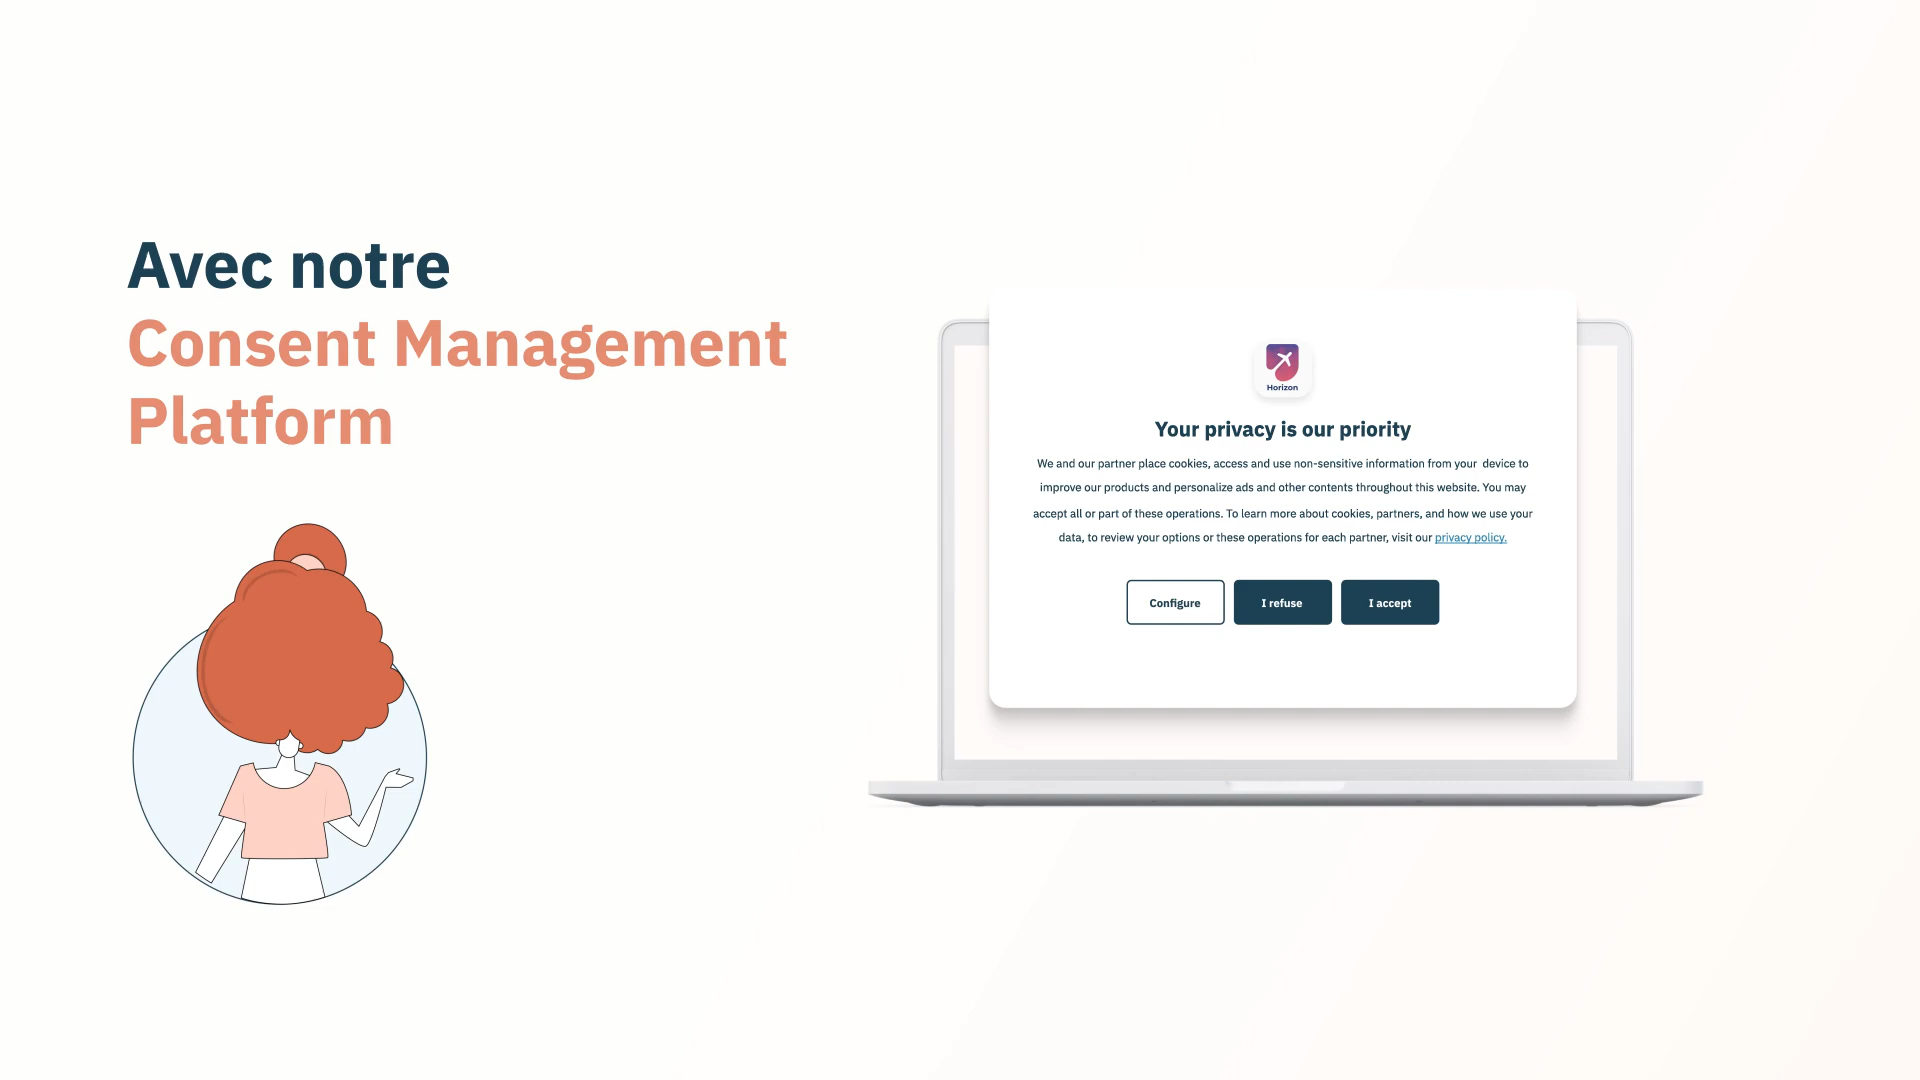 Avec notre
Consent Management
Platform
Horizon
Your privacy is our priority
We and our partner place cookies, access and use non-sensitive information from your device to
improve our products and personalize ads and other contents throughout this website. You may
accept all or part of these operations. To learn more about cookies, partners, and how we use your
data, to review your options or these operations for each partner, visit our privacy policy.
Configure
I refuse
I accept